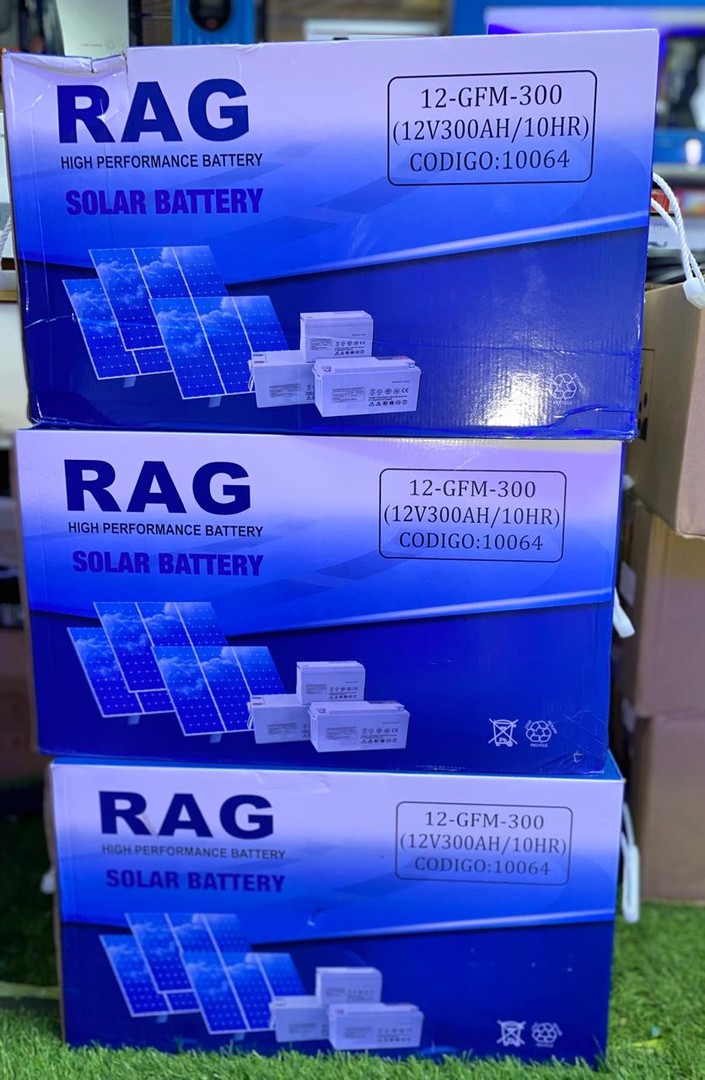 RAG
HIGH PERFORMANCE BATTERY
SOLAR BATTERY
12-GFM-300
(12V300AH/10HR)
CODIGO:10064
RAG
HIGH PERFORMANCE BATTERY
SOLAR BATTERY
12-GFM-300
(12V300AH/10HR)
CODIGO:10064
RAG
HIGH PERFORMANCE BATTERY
SOLAR BATTERY
12-GFM-300
(12V300AH/10HR)
CODIGO:10064